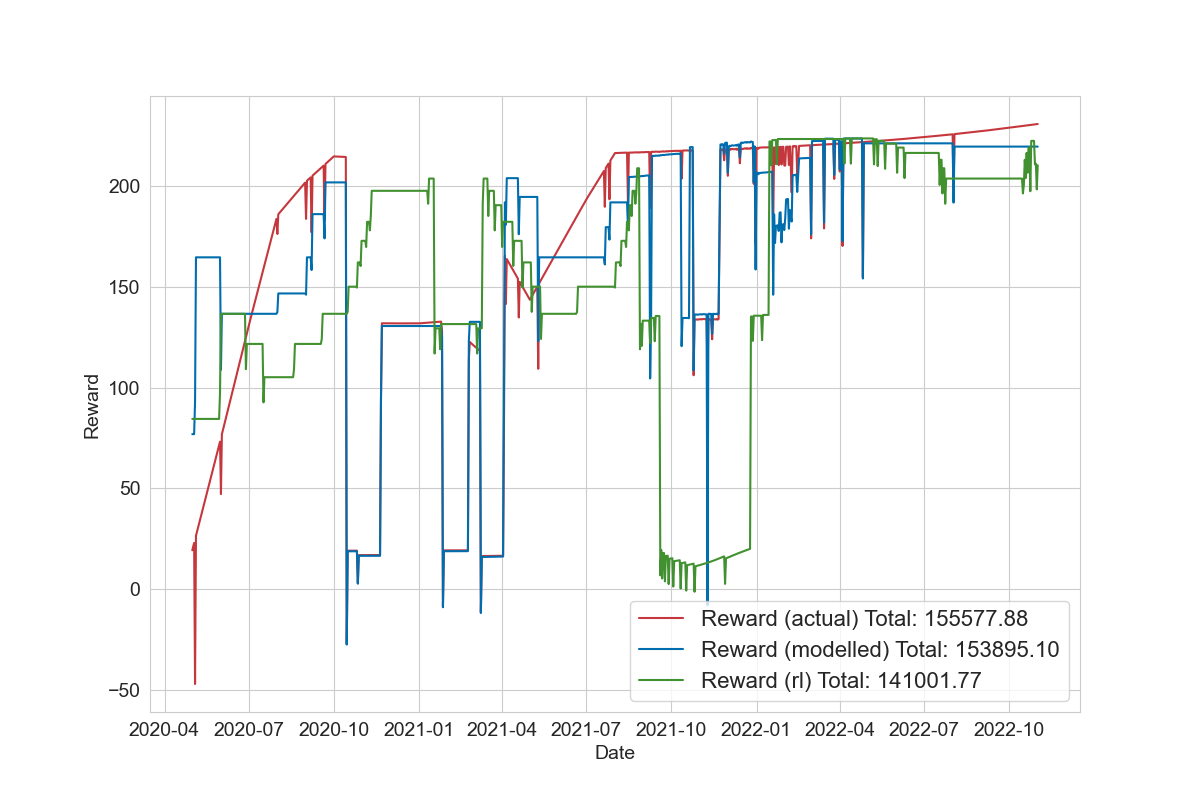 200
150
100
50
0
−50
Reward
Reward (actual) Total: 155577.88
Reward (modelled) Total: 153895.10
Reward (rl) Total: 141001.77
2020-04 2020-07 2020-10 2021-01 2021-04 2021-07 2021-10 2022-01 2022-04 2022-07 2022-10
Date